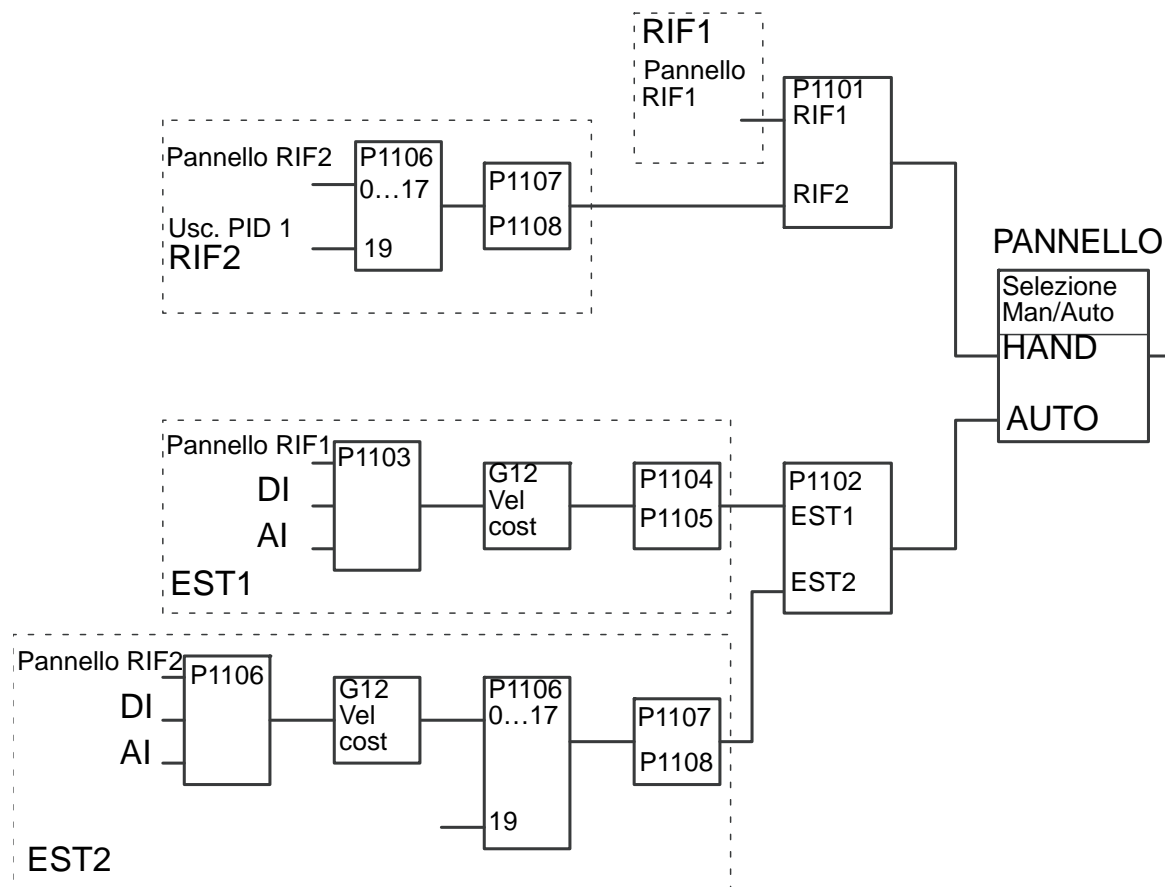 RIF1
Pannello
RIF1
P1101
RIF1
RIF2
Pannello RIF2
P1106
0…17
Usc. PID 1
19
RIF2
P1107
P1108
PANNELLO
Selezione
Man/Auto
HAND
AUTO
Pannello RIF1
DI
AI
P1103
G12
Vel
cost
P1104
P1105
EST1
P1102
EST1
EST2
Pannello RIF2
DI
AI
P1106
G12
Vel
cost
P1106
0…17
19
P1107
P1108
EST2